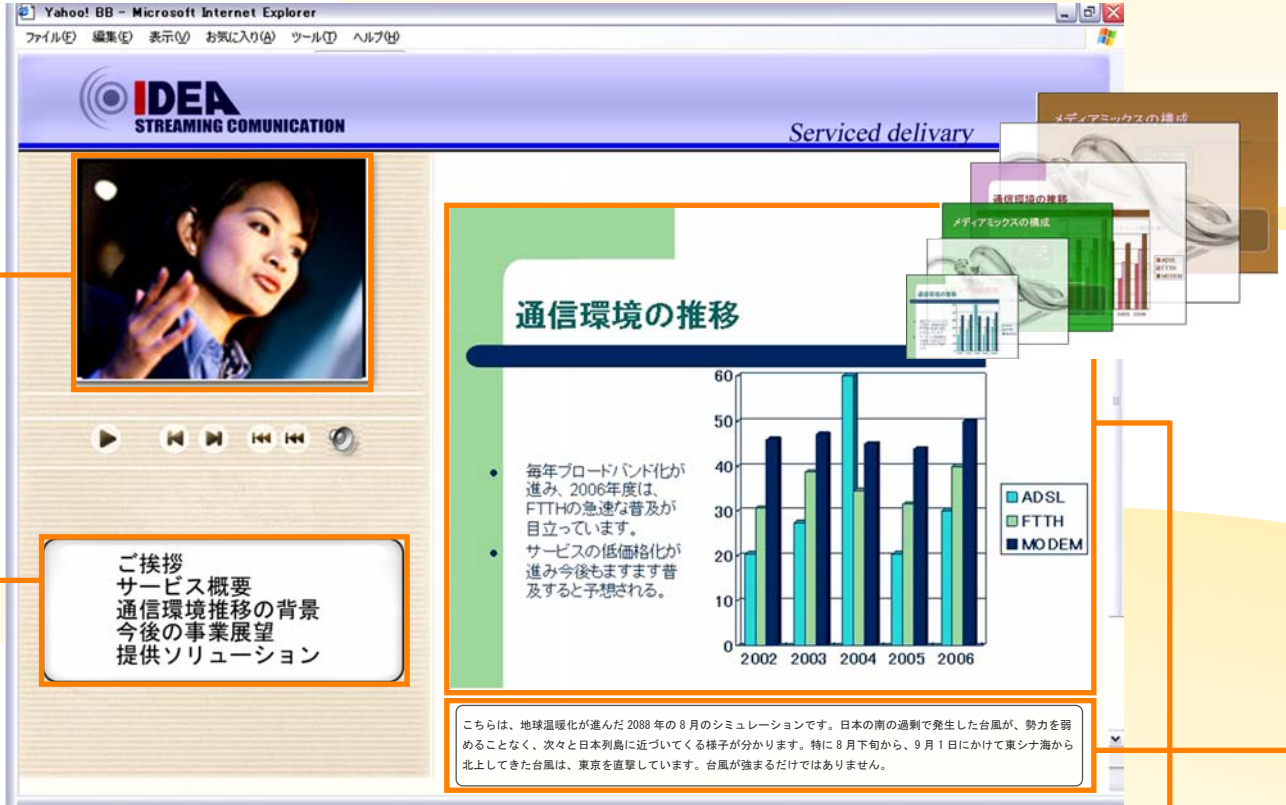 Yahoo! BB - Microsoft Internet Explorer
ファイル(F) 編集(E) 表示(V) お気に入り(A) ツール(T) ヘルプ(H)
IDEA
STREAMING COMUNICATION
Serviced delivary
メディアミックスの構成
通信環境の推移
メディアミックスの構成
通信環境の推移
ADSL
FTTH
MODEM
2005 2006
通信環境の推移
毎年ブロードバンド化が
進み、2006年度は、
FTTHの急速な普及が
目立っています。
サービスの低価格化が
進み今後もますます普
及すると予想される。
60
50
40
30
20
10
0
2002 2003 2004 2005 2006
ADSL
FTTH
MODEM
ご挨拶
サービス概要
通信環境推移の背景
今後の事業展望
提供ソリューション
こちらは、地球温暖化が進んだ 2088 年の 8 月のシミュレーションです。日本の南の過剰で発生した台風が、勢力を弱
めることなく、次々と日本列島に近づいてくる様子が分かります。特に 8 月下旬から、9 月 1 日にかけて東シナ海から
北上してきた台風は、東京を直撃しています。台風が強まるだけではありません。